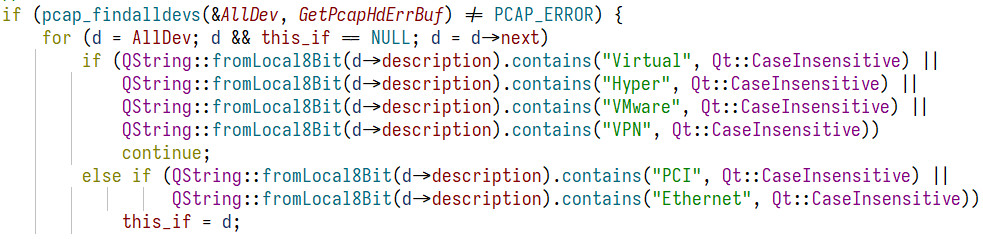 if (pcap_findalldevs(&AllDev, GetPcapHdErrBuf) != PCAP_ERROR) {
for (d = AllDev; d && this_if == NULL; d = d->next)
if (QString::fromLocal8Bit(d->description).contains("Virtual", Qt::CaseInsensitive) ||
QString::fromLocal8Bit(d->description).contains("Hyper", Qt::CaseInsensitive) ||
QString::fromLocal8Bit(d->description).contains("VMware", Qt::CaseInsensitive) ||
QString::fromLocal8Bit(d->description).contains("VPN", Qt::CaseInsensitive))
continue;
else if (QString::fromLocal8Bit(d->description).contains("PCI", Qt::CaseInsensitive) ||
QString::fromLocal8Bit(d->description).contains("Ethernet", Qt::CaseInsensitive))
this_if = d;